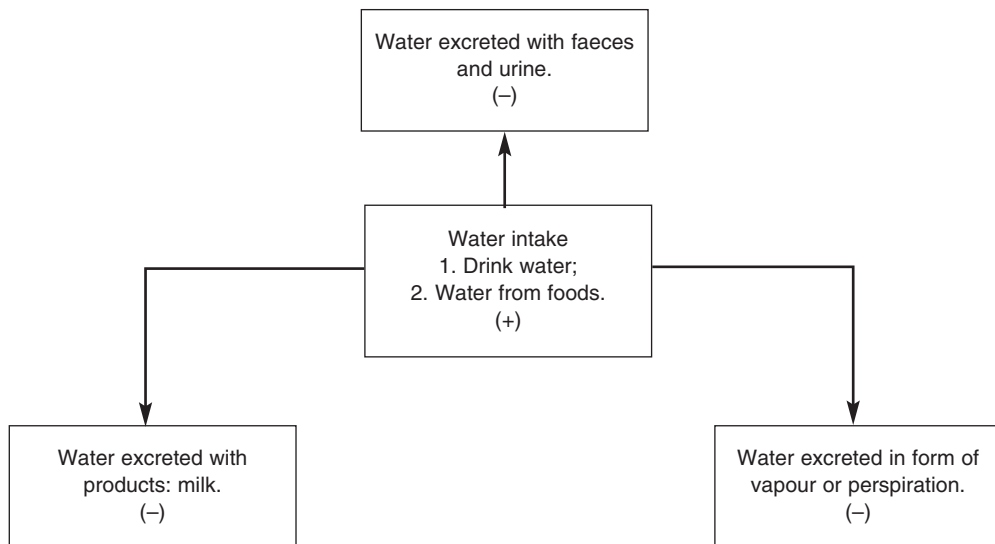 Water excreted with faeces
and urine.
(–)
Water intake
1. Drink water;
2. Water from foods.
(+)
Water excreted with
products: milk.
(–)
Water excreted in form of
vapour or perspiration.
(–)